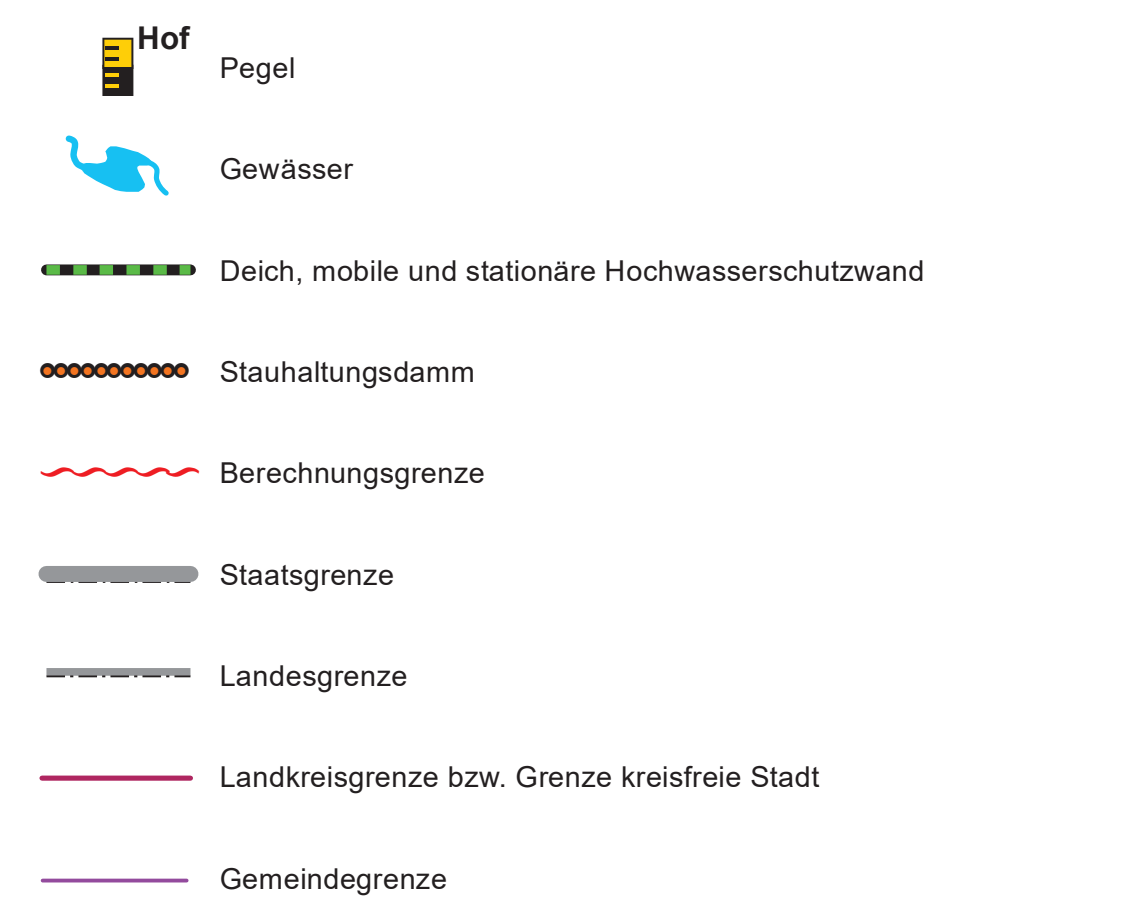 Hof
Pegel
Gewässer
Deich, mobile und stationäre Hochwasserschutzwand
Stauhaltungsdamm
Berechnungsgrenze
Staatsgrenze
Landesgrenze
Landkreisgrenze bzw. Grenze kreisfreie Stadt
Gemeindegrenze